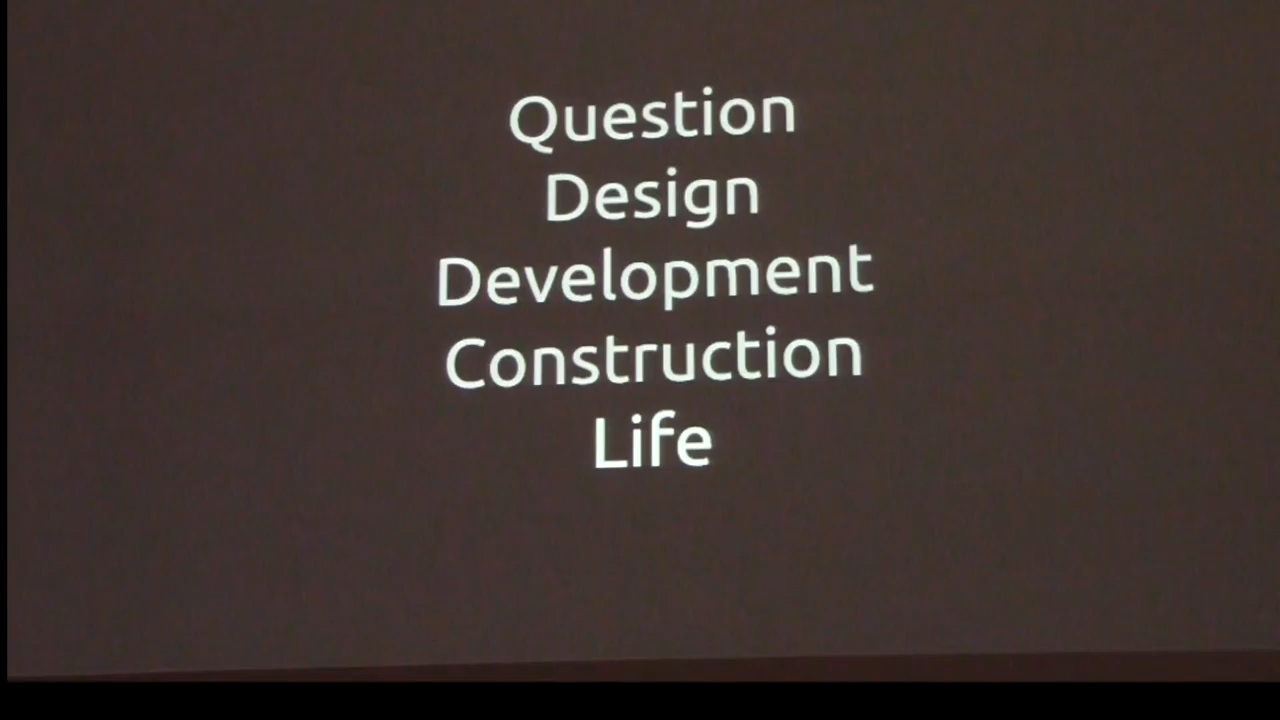 Question
Design
Development
Construction
Life